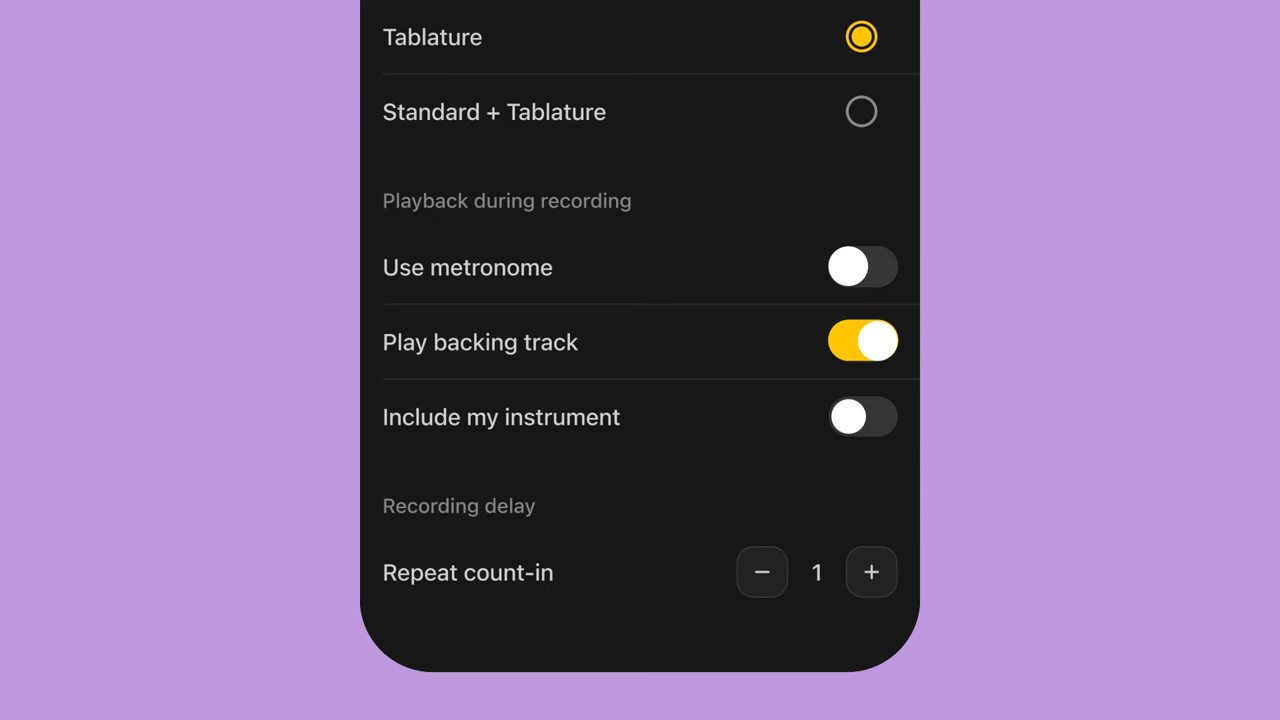 Tablature
Standard + Tablature
Playback during recording
Use metronome
Play backing track
Include my instrument
Recording delay
Repeat count-in − 1 +